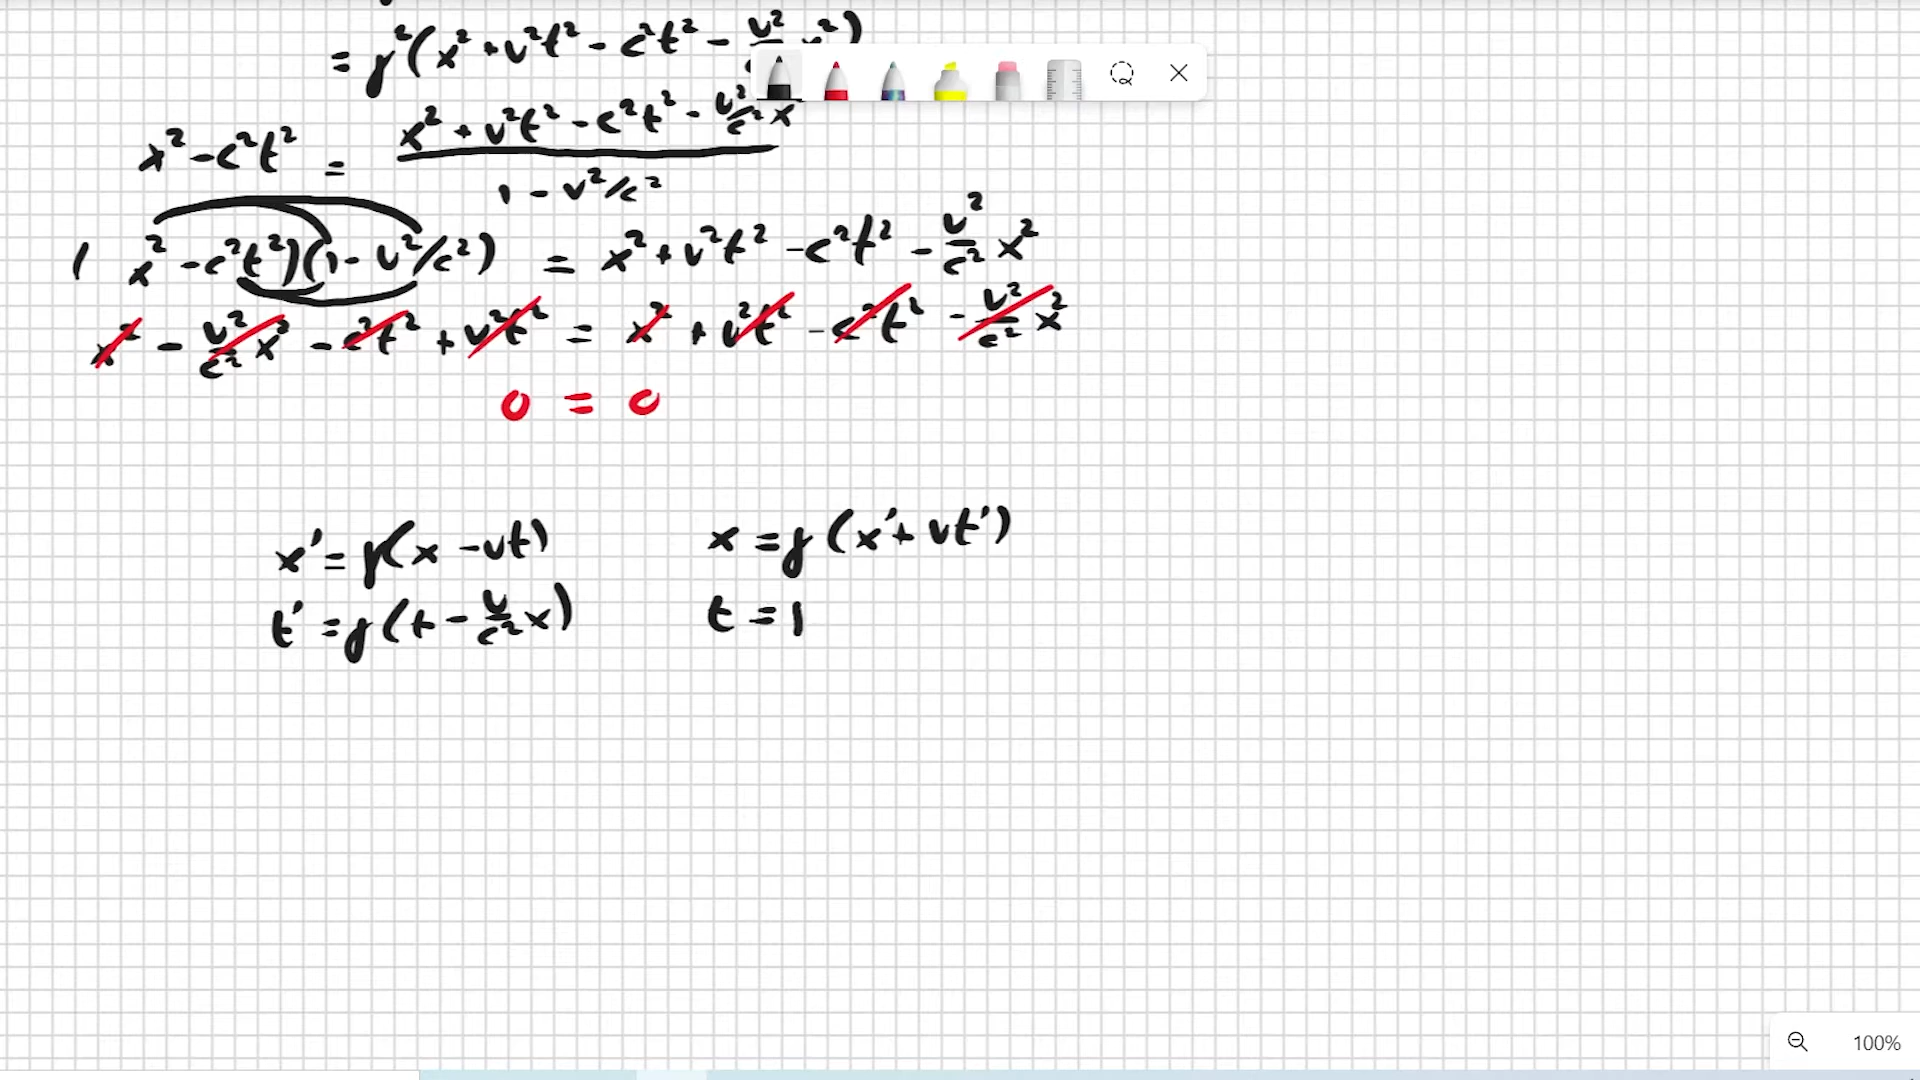 = γ²(x² + v²t² - c²t² - v²/ x²)
x² - c²t² = (x² + v²t² - c²t² - v²/c² x) / (1 - v²/c²)
( x² - c²t²)(1 - v²/c²) = x² + v²t² - c²t² - v²/c² x²
x² - v²/c² x² - c²t² + v²t² = x² + v²t² - c²t² - v²/c² x²
0 = 0
x' = γ(x - vt) x = γ(x' + vt')
t' = γ(t - v/c² x) t = 1
100%